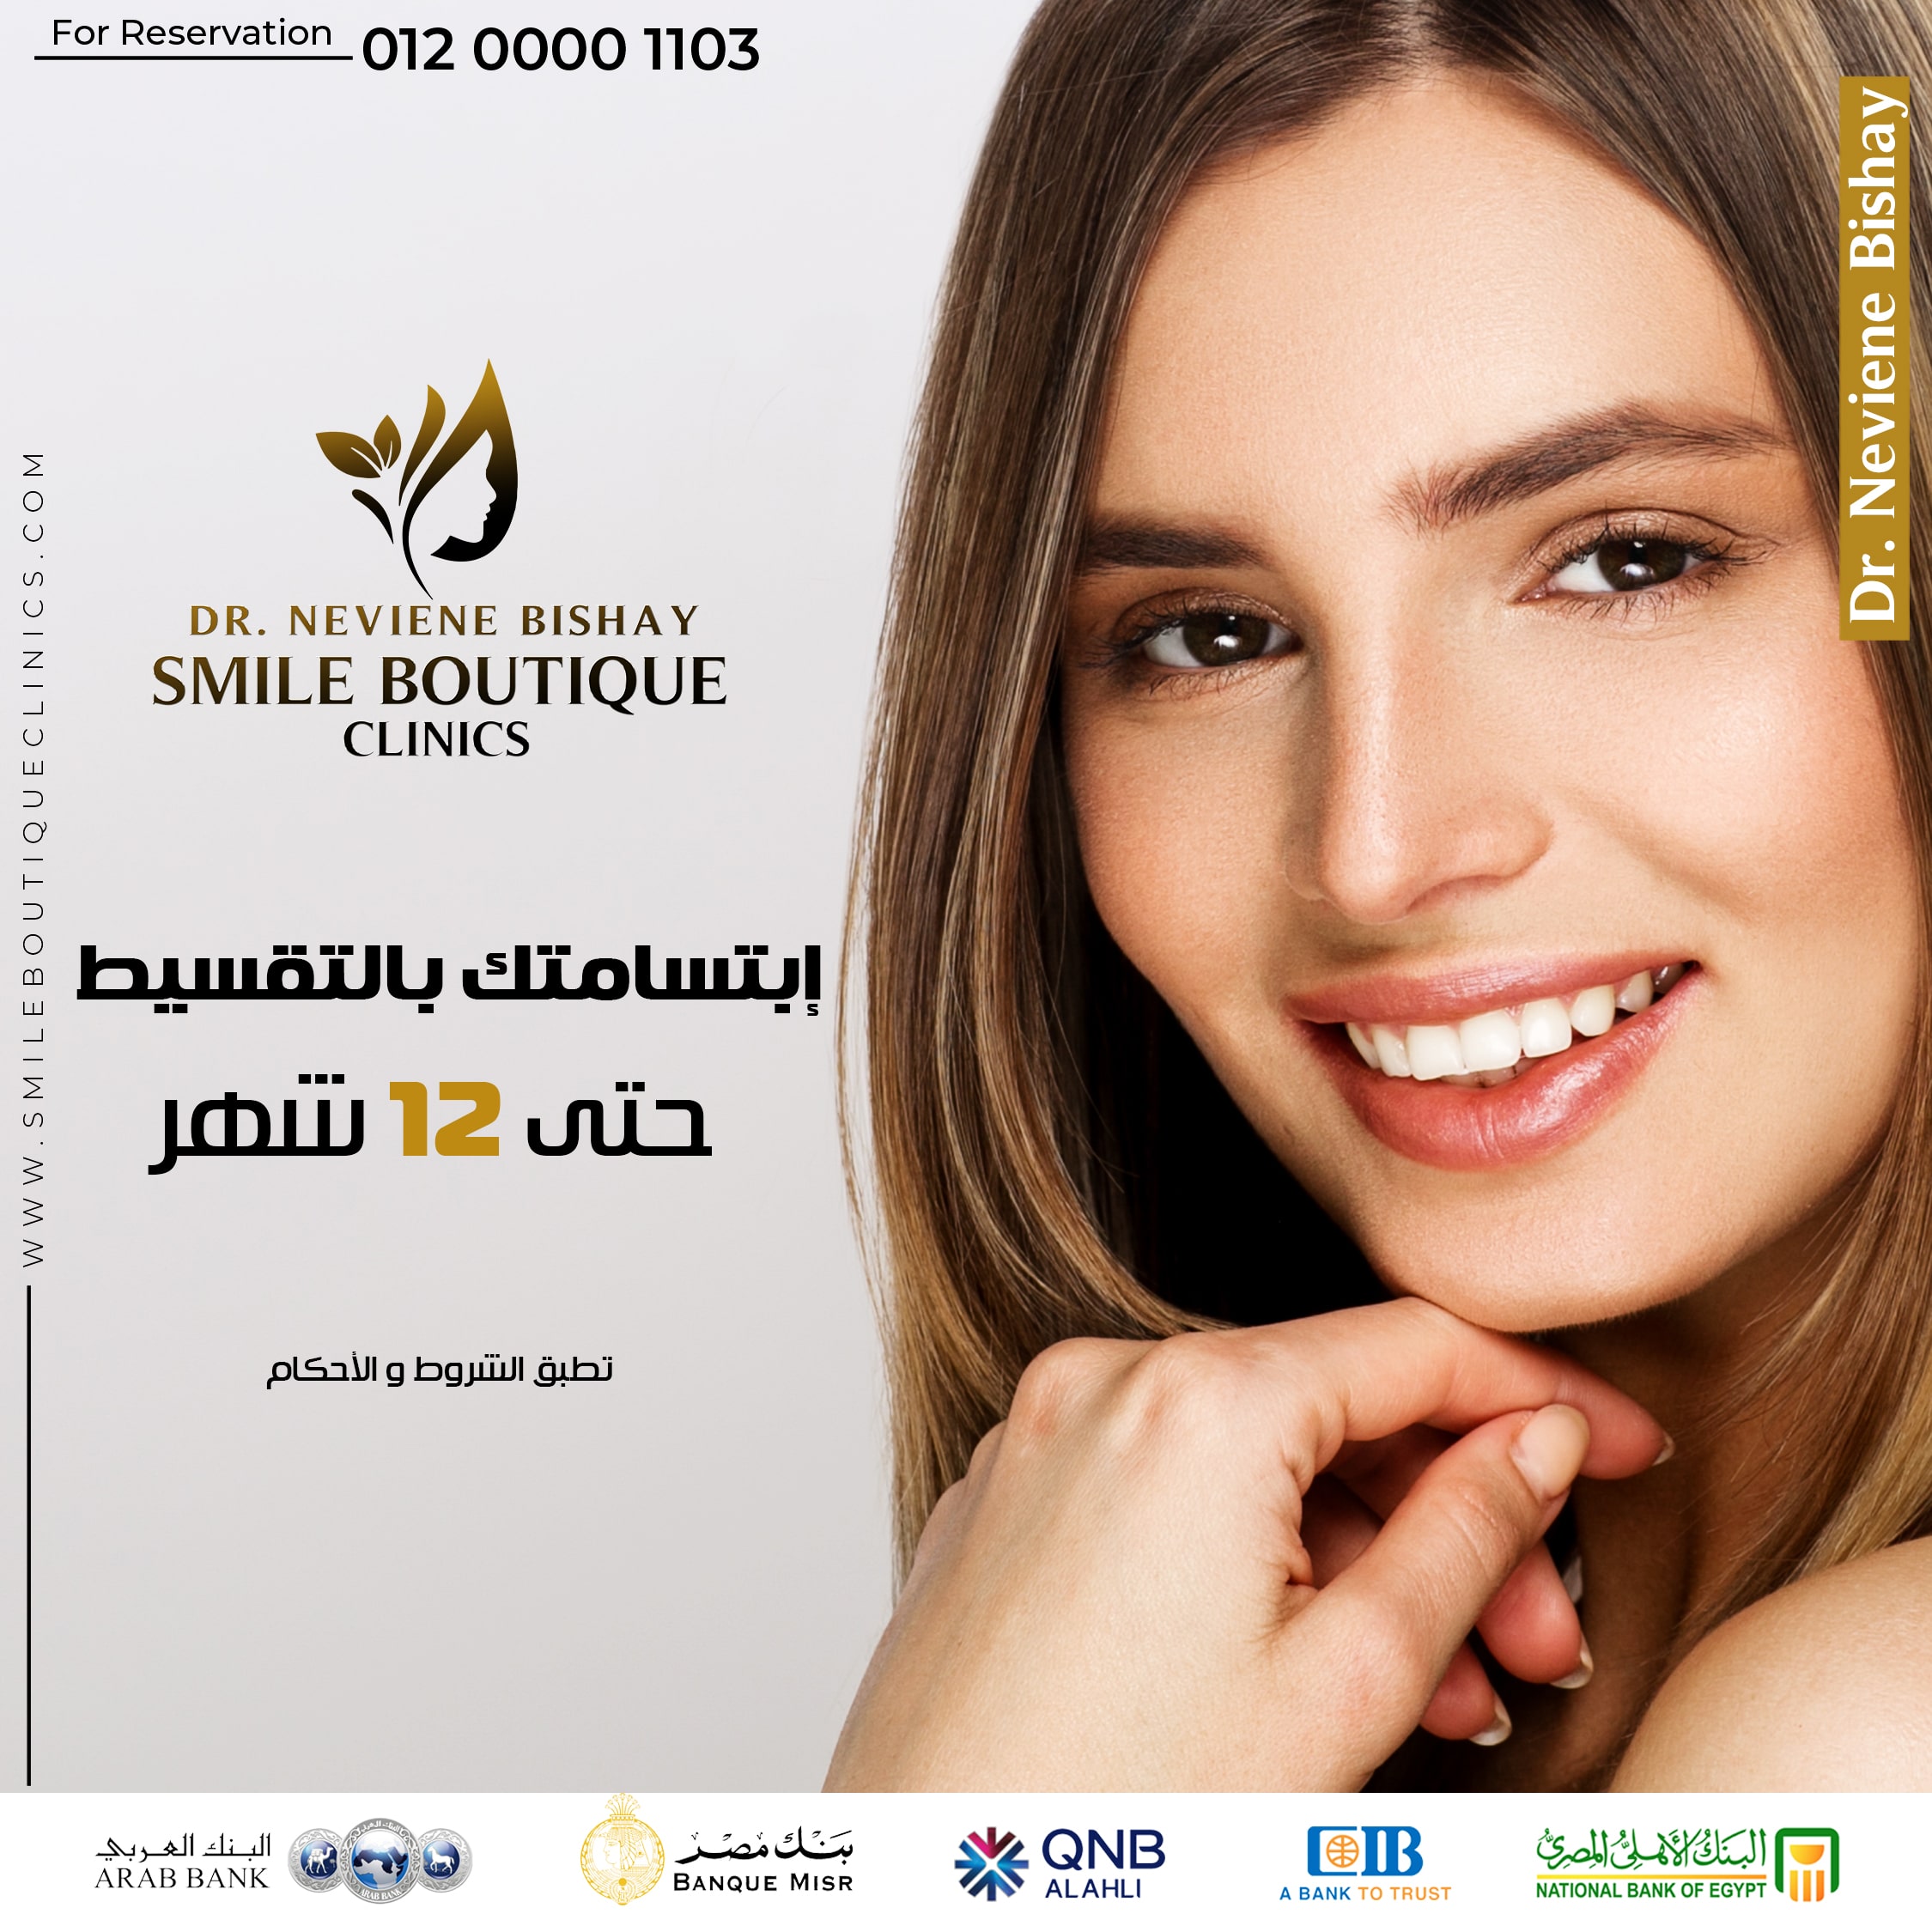 For Reservation 012 0000 1103
Dr. Neviene Bishay
DR. NEVIENE BISHAY
SMILE BOUTIQUE
CLINICS
WWW.SMILEBOUTIQUECLINICS.COM
إبتسامتك بالتقسيط
حتى 12 شهر
تطبق الشروط و الأحكام
البنك العربي
ARAB BANK
ARAB BANK
بنك مصر
BANQUE MISR
QNB
ALAHLI
CIB
A BANK TO TRUST
البنك الأهلي المصري
NATIONAL BANK OF EGYPT